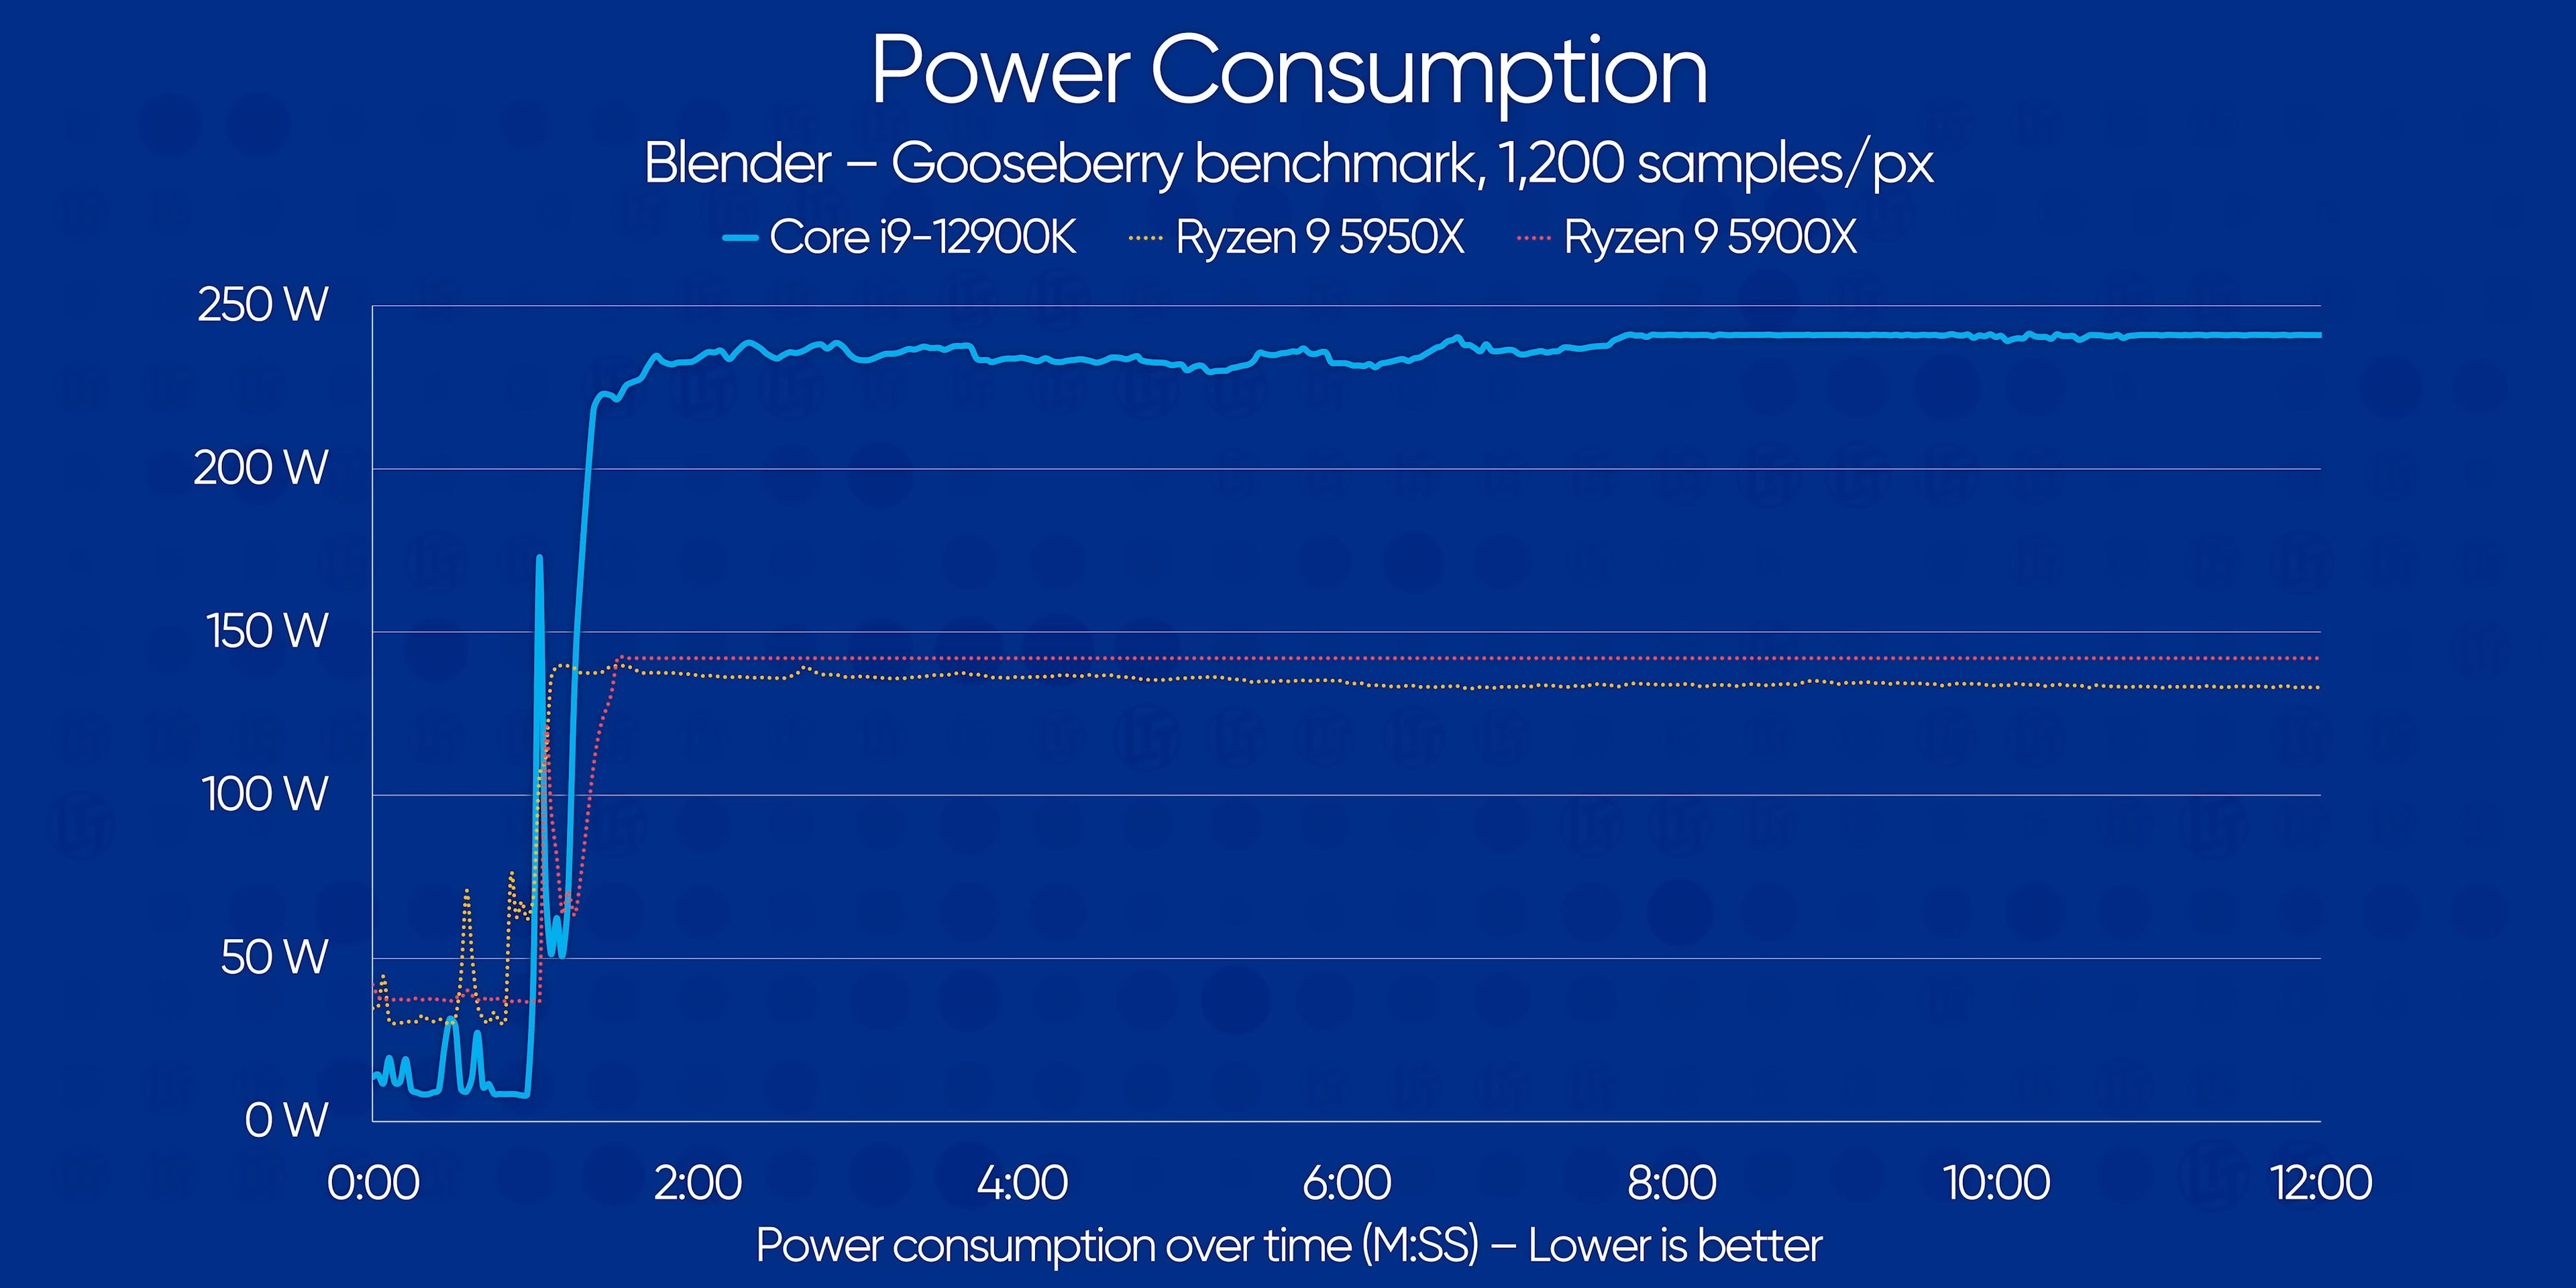 Power Consumption
Blender – Gooseberry benchmark, 1,200 samples/px
Core i9-12900K Ryzen 9 5950X Ryzen 9 5900X
250 W
200 W
150 W
100 W
50 W
0 W
0:00 2:00 4:00 6:00 8:00 10:00 12:00
Power consumption over time (M:SS) – Lower is better